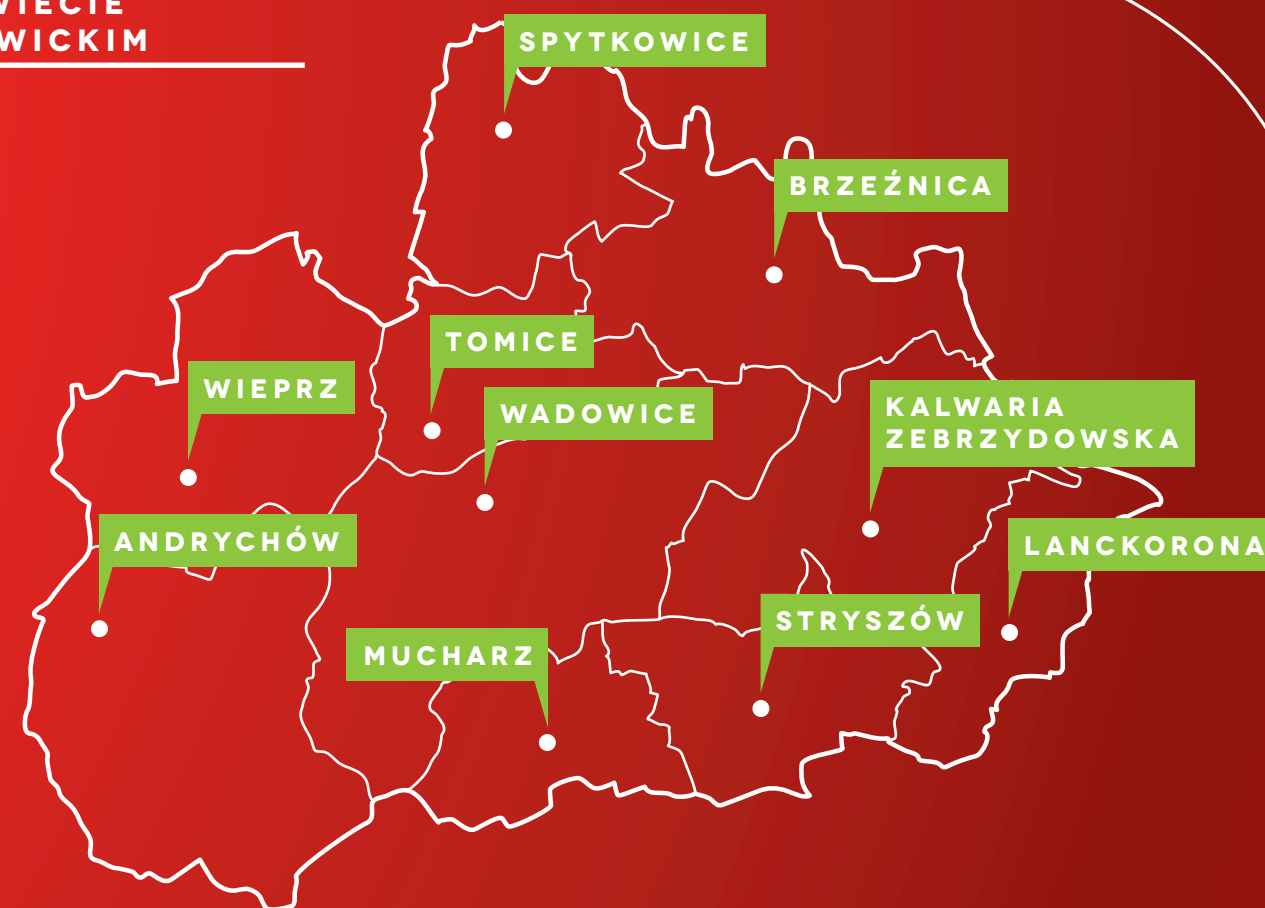 WICKIM
SPYTKOWICE
BRZEŹNICA
TOMICE
WIEPRZ
WADOWICE
KALWARIA
ZEBRZYDOWSKA
ANDRYCHÓW
LANCKORONA
STRYSZÓW
MUCHARZ